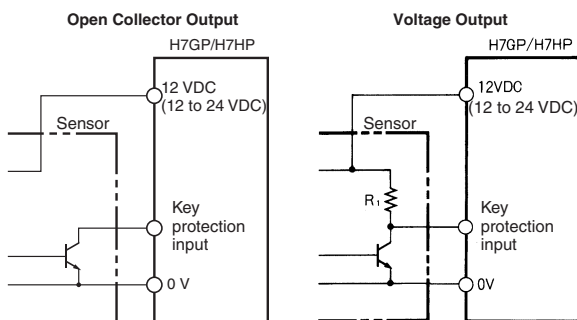 Open Collector Output
H7GP/H7HP
12 VDC
(12 to 24 VDC)
Sensor
Key
protection
input
0 V
Voltage Output
H7GP/H7HP
12VDC
(12 to 24 VDC)
Sensor
R₁
Key
protection
input
0V